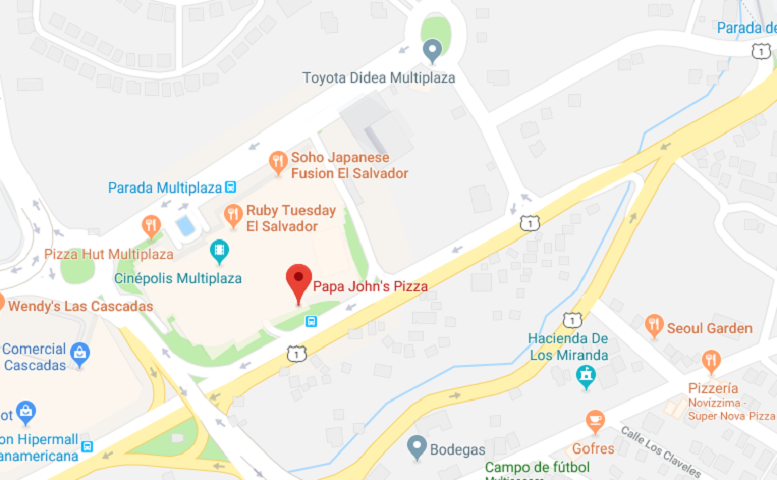 Parada de
1
Toyota Didea Multiplaza
Soho Japanese
Fusion El Salvador
Parada Multiplaza
Ruby Tuesday
El Salvador
1
Pizza Hut Multiplaza
Cinépolis Multiplaza
Papa John's Pizza
Wendy's Las Cascadas
1
Seoul Garden
Hacienda De
Los Miranda
1
Comercial
Cascadas
Pizzería
Novizzima -
Super Nova Pizza
ot
on Hipermall
anamericana
Gofres
Calle Los Claveles
Bodegas
Campo de fútbol